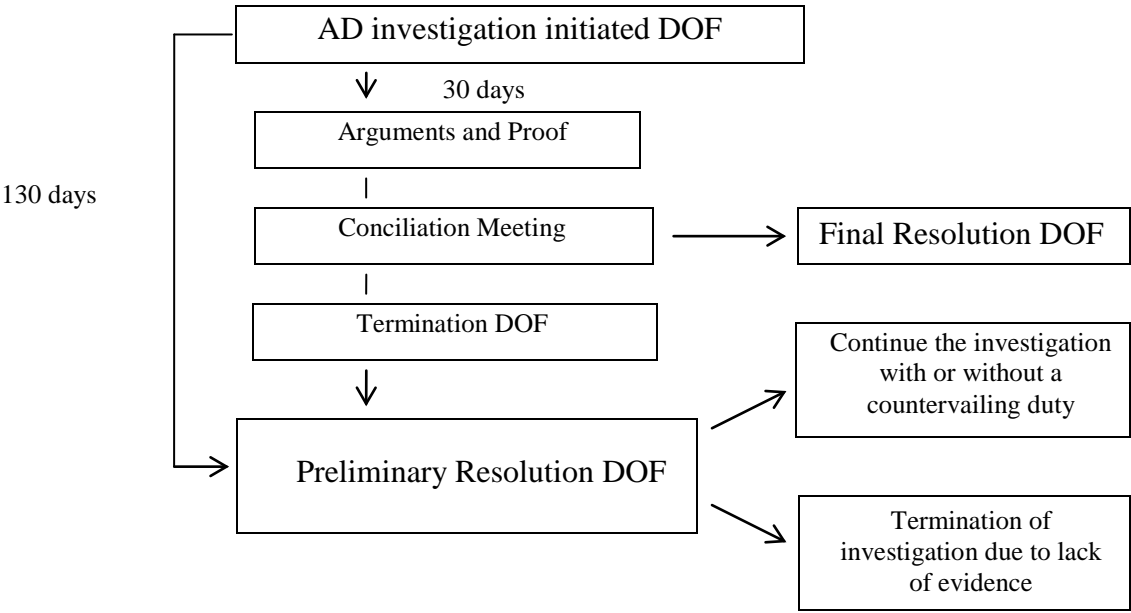 AD investigation initiated DOF
30 days
Arguments and Proof
130 days
Conciliation Meeting
Final Resolution DOF
Termination DOF
Continue the investigation
with or without a
countervailing duty
Preliminary Resolution DOF
Termination of
investigation due to lack
of evidence